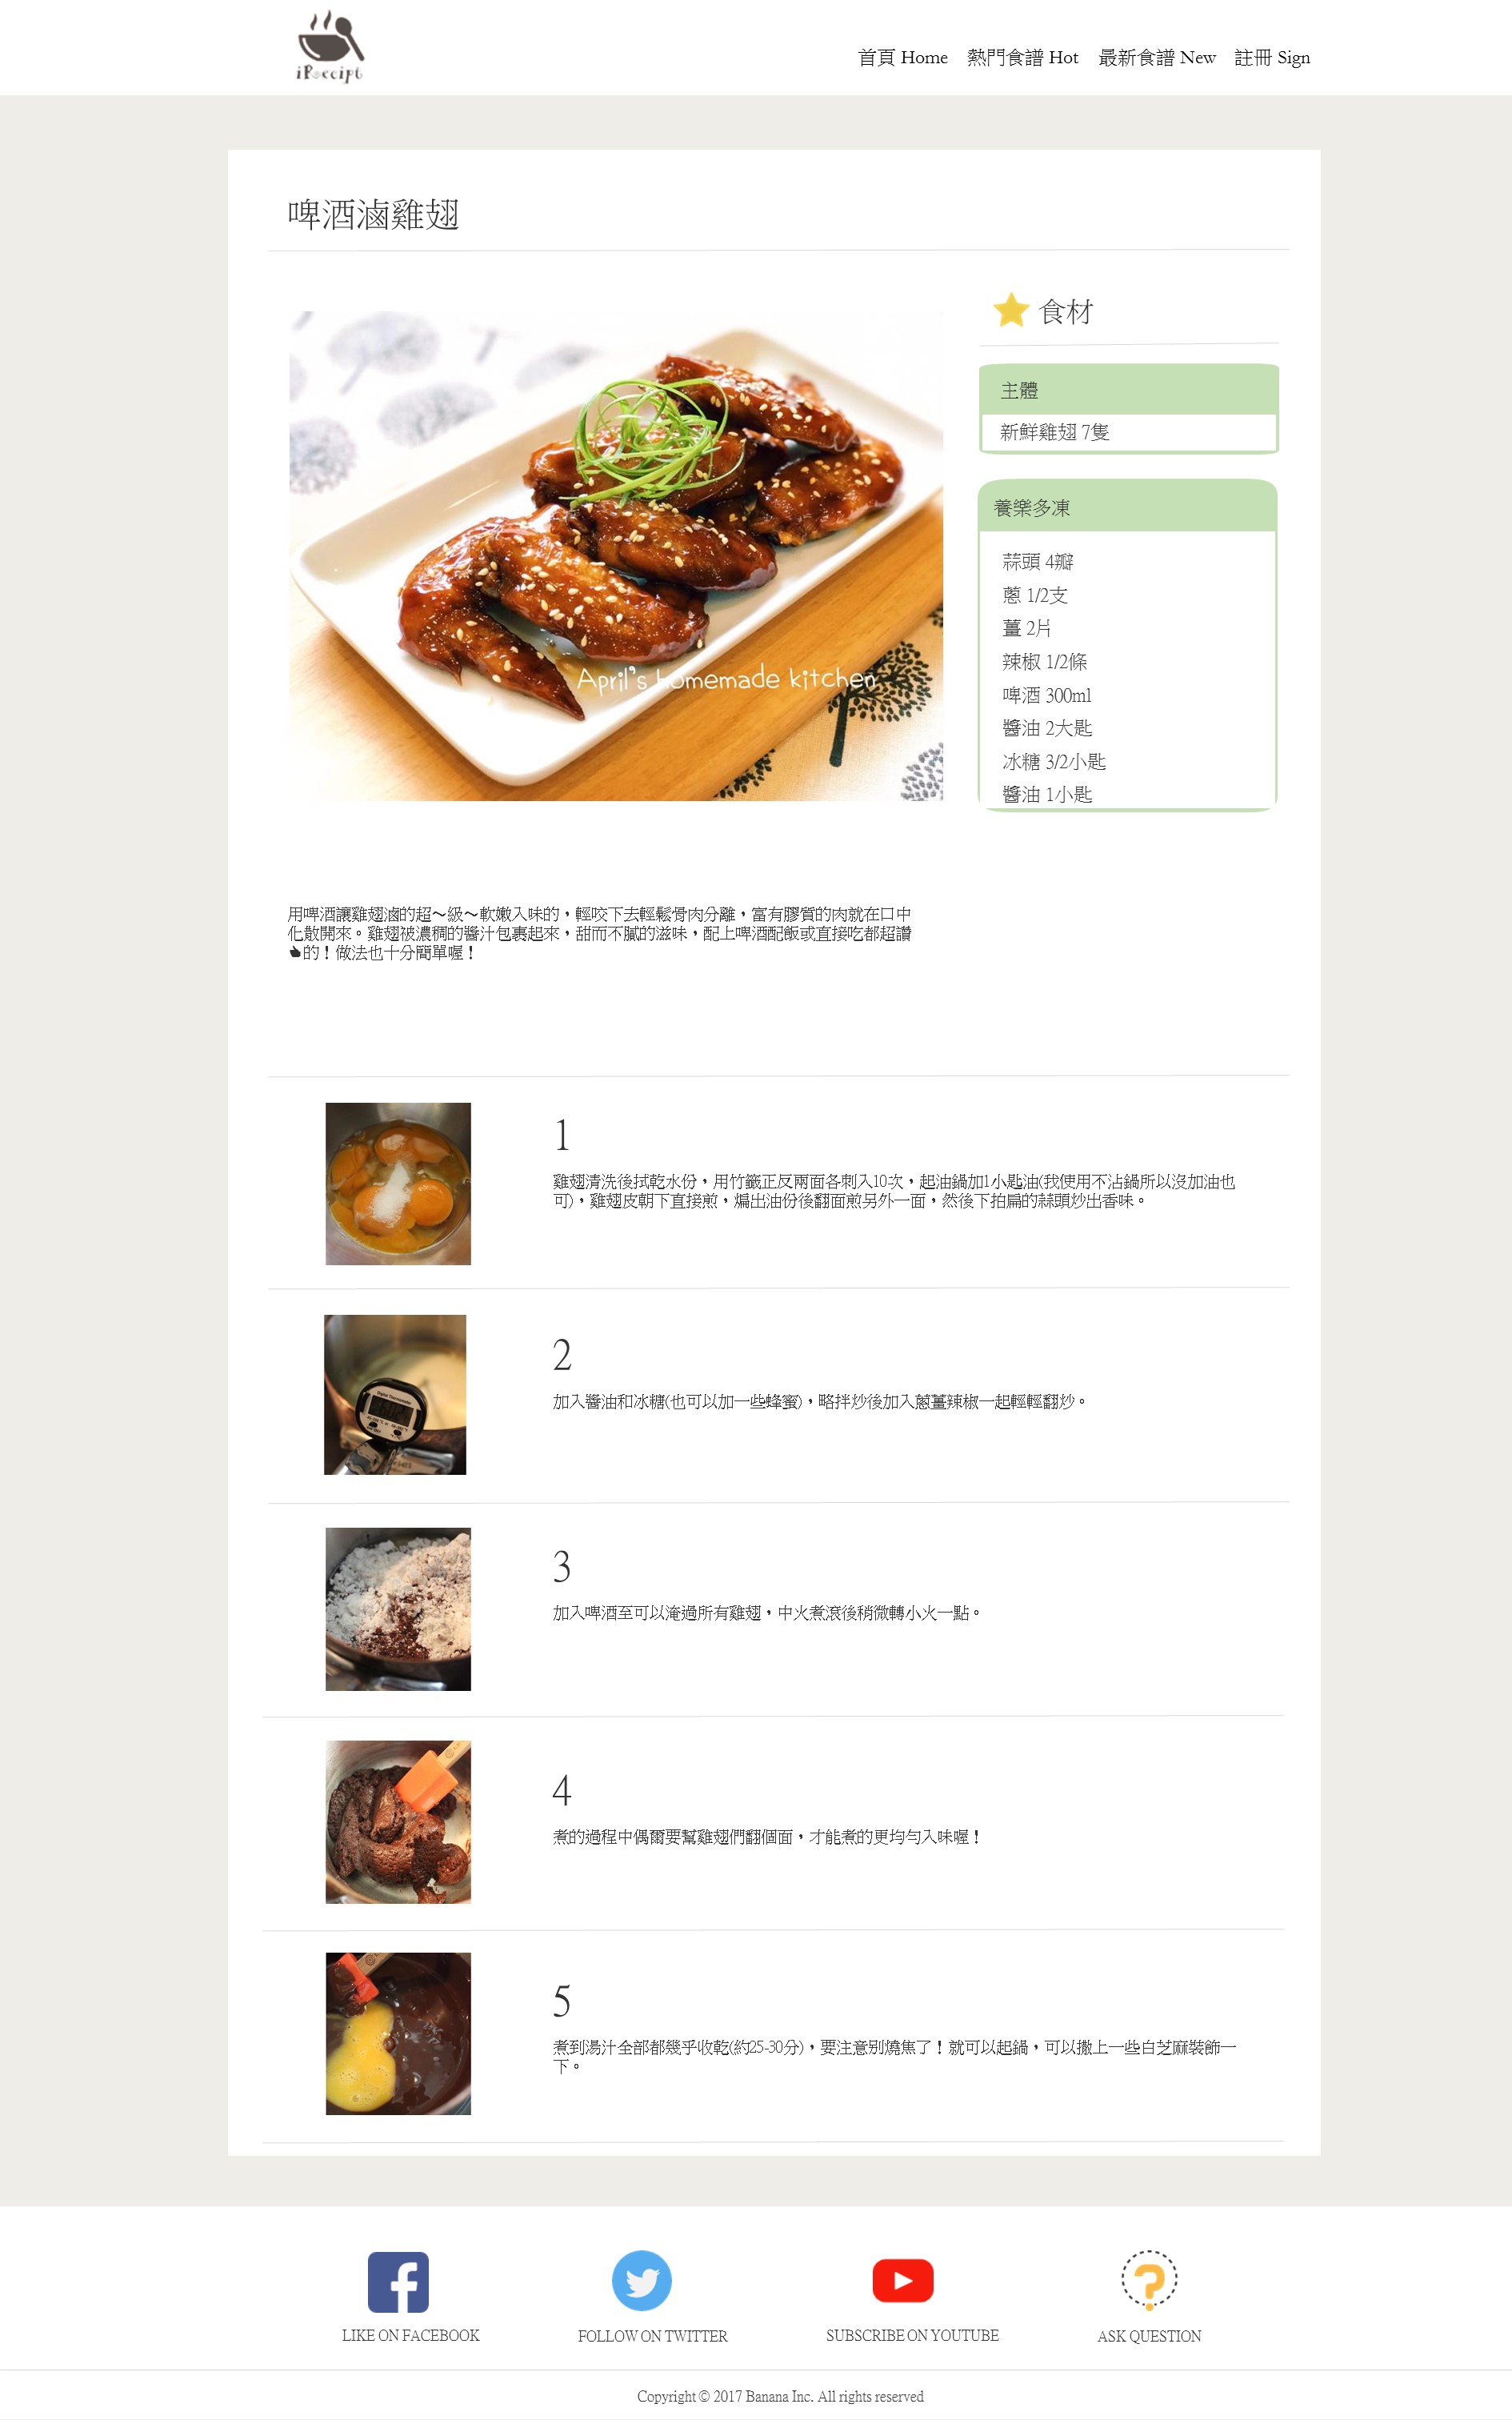 iReccipt
首頁 Home 熱門食譜 Hot 最新食譜 New 註冊 Sign
啤酒滷雞翅
食材
主體
新鮮雞翅 7隻
養樂多凍
蒜頭 4瓣
蔥 1/2支
薑 2片
辣椒 1/2條
啤酒 300ml
醬油 2大匙
冰糖 3/2小匙
醬油 1小匙
April's homemade kitchen
用啤酒讓雞翅滷的超～級～軟嫩入味的，輕咬下去輕鬆骨肉分離，富有膠質的肉就在口中
化散開來。雞翅被濃稠的醬汁包裹起來，甜而不膩的滋味，配上啤酒配飯或直接吃都超讚
的！做法也十分簡單喔！
1
雞翅清洗後拭乾水份，用竹籤正反兩面各刺入10次，起油鍋加1小匙油(我使用不沾鍋所以沒加油也
可)，雞翅皮朝下直接煎，煸出油份後翻面煎另外一面，然後下拍扁的蒜頭炒出香味。
2
加入醬油和冰糖(也可以加一些蜂蜜)，略拌炒後加入蔥薑辣椒一起輕輕翻炒。
3
加入啤酒至可以淹過所有雞翅，中火煮滾後稍微轉小火一點。
4
煮的過程中偶爾要幫雞翅們翻個面，才能煮的更均勻入味喔！
5
煮到湯汁全部都幾乎收乾(約25-30分)，要注意別燒焦了！就可以起鍋，可以撒上一些白芝麻裝飾一
下。
LIKE ON FACEBOOK
FOLLOW ON TWITTER
SUBSCRIBE ON YOUTUBE
ASK QUESTION
Copyright © 2017 Banana Inc. All rights reserved